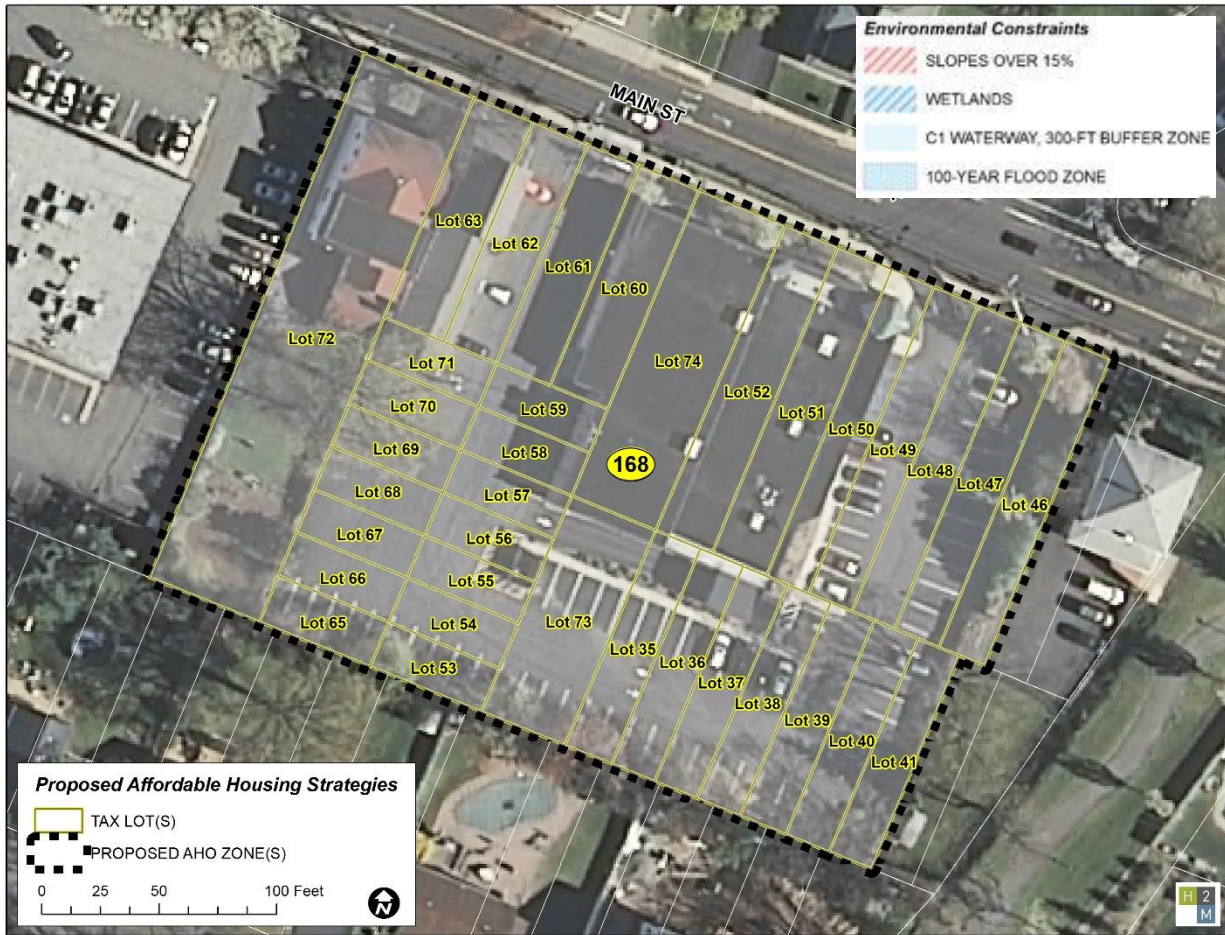 Environmental Constraints
SLOPES OVER 15%
WETLANDS
C1 WATERWAY, 300-FT BUFFER ZONE
100-YEAR FLOOD ZONE
MAIN ST
Lot 63
Lot 62
Lot 61
Lot 60
Lot 72
Lot 71
Lot 74
Lot 52
Lot 51
Lot 50
Lot 49
Lot 48
Lot 47
Lot 46
Lot 70
Lot 59
Lot 69
Lot 58
168
Lot 68
Lot 57
Lot 67
Lot 56
Lot 66
Lot 55
Lot 65
Lot 54
Lot 53
Lot 73
Lot 35
Lot 36
Lot 37
Lot 38
Lot 39
Lot 40
Lot 41
Proposed Affordable Housing Strategies
TAX LOT(S)
PROPOSED AHO ZONE(S)
0 25 50 100 Feet
N
H 2
M